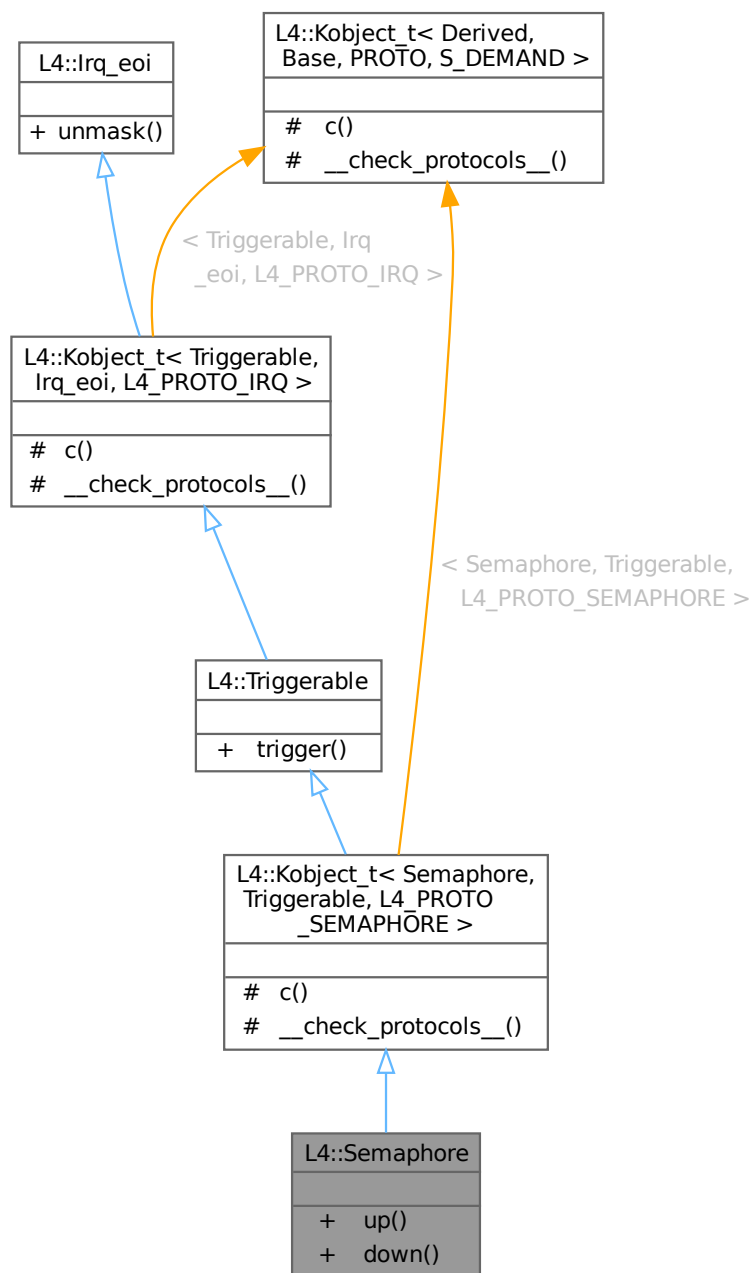 L4::Irq_eoi
+ unmask()
L4::Kobject_t< Derived,
Base, PROTO, S_DEMAND >
# c()
# __check_protocols__()
< Triggerable, Irq
_eoi, L4_PROTO_IRQ >
L4::Kobject_t< Triggerable,
Irq_eoi, L4_PROTO_IRQ >
# c()
# __check_protocols__()
< Semaphore, Triggerable,
L4_PROTO_SEMAPHORE >
L4::Triggerable
+ trigger()
L4::Kobject_t< Semaphore,
Triggerable, L4_PROTO
_SEMAPHORE >
# c()
# __check_protocols__()
L4::Semaphore
+ up()
+ down()